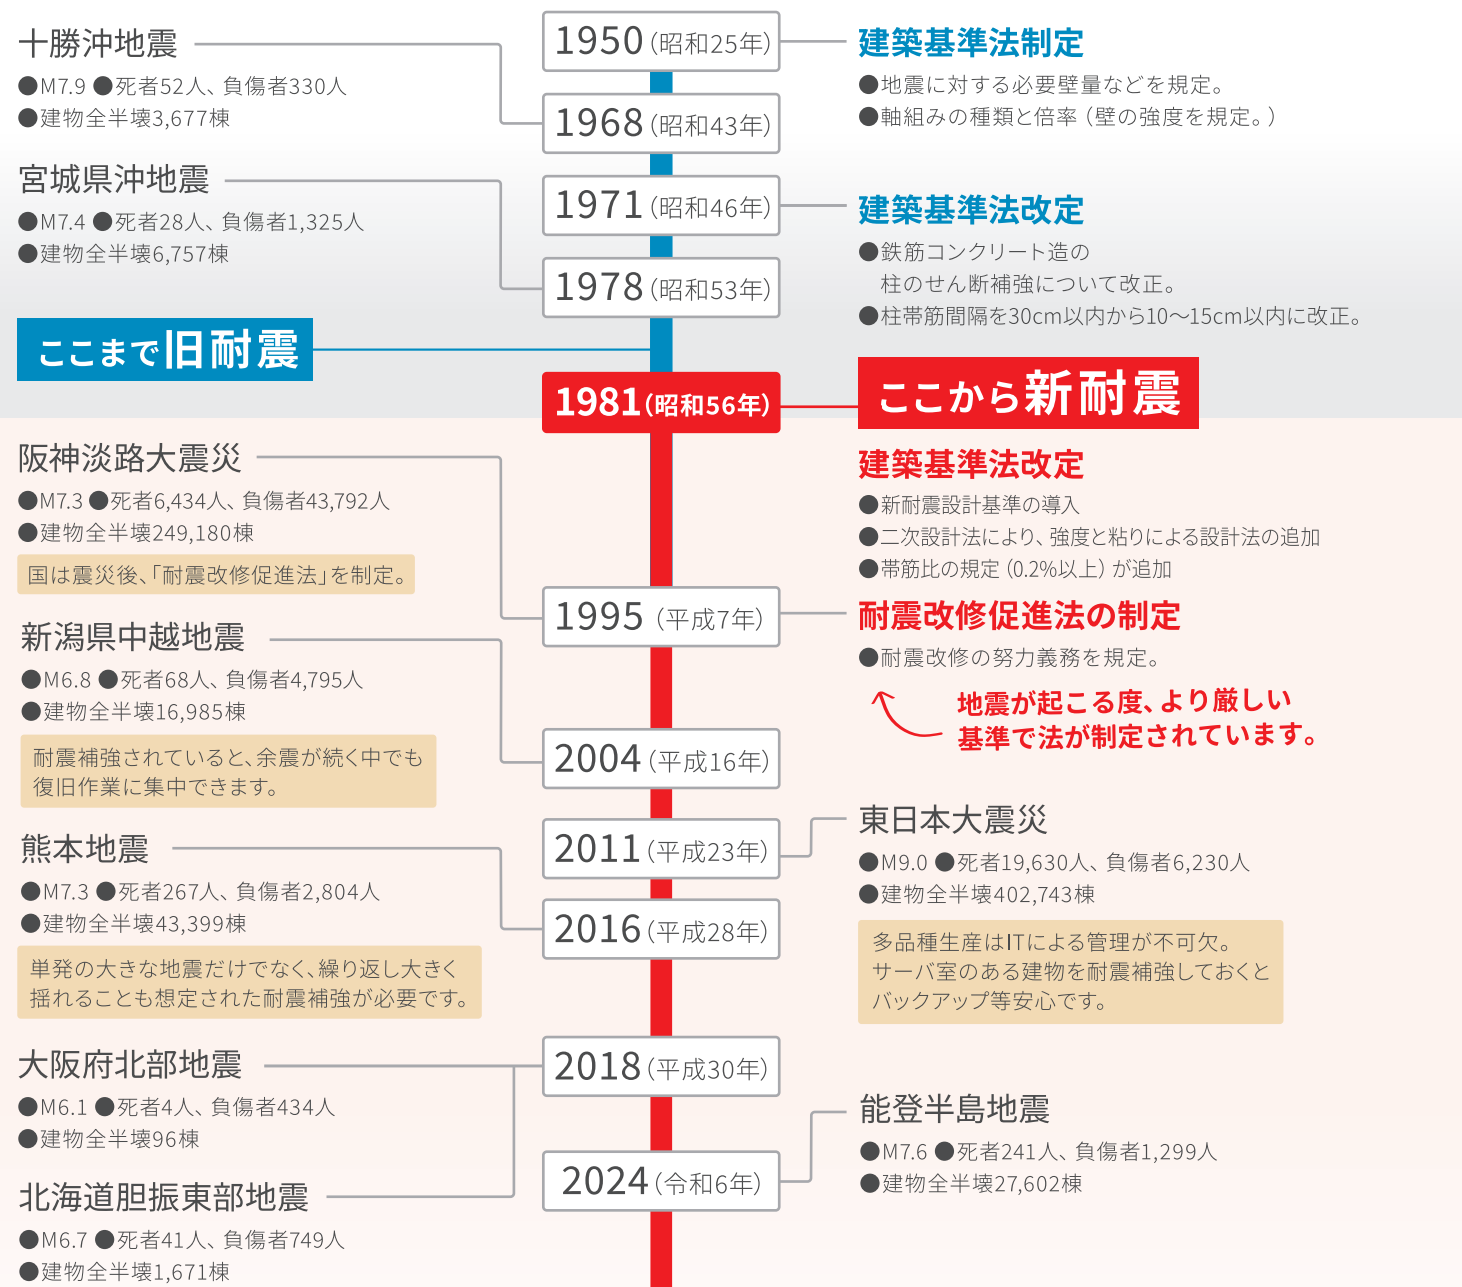 十勝沖地震
●M7.9 ●死者52人、負傷者330人
●建物全半壊3,677棟
宮城県沖地震
●M7.4 ●死者28人、負傷者1,325人
●建物全半壊6,757棟
ここまで旧耐震
阪神淡路大震災
●M7.3 ●死者6,434人、負傷者43,792人
●建物全半壊249,180棟
国は震災後、「耐震改修促進法」を制定。
新潟県中越地震
●M6.8 ●死者68人、負傷者4,795人
●建物全半壊16,985棟
耐震補強されていると、余震が続く中でも
復旧作業に集中できます。
熊本地震
●M7.3 ●死者267人、負傷者2,804人
●建物全半壊43,399棟
単発の大きな地震だけでなく、繰り返し大きく
揺れることも想定された耐震補強が必要です。
大阪府北部地震
●M6.1 ●死者4人、負傷者434人
●建物全半壊96棟
北海道胆振東部地震
●M6.7 ●死者41人、負傷者749人
●建物全半壊1,671棟
1950(昭和25年)
1968(昭和43年)
1971(昭和46年)
1978(昭和53年)
1981(昭和56年)
1995(平成7年)
2004(平成16年)
2011(平成23年)
2016(平成28年)
2018(平成30年)
2024(令和6年)
建築基準法制定
●地震に対する必要壁量などを規定。
●軸組みの種類と倍率(壁の強度を規定。)
建築基準法改定
●鉄筋コンクリート造の
柱のせん断補強について改正。
●柱帯筋間隔を30cm以内から10〜15cm以内に改正。
ここから新耐震
建築基準法改定
●新耐震設計基準の導入
●二次設計法により、強度と粘りによる設計法の追加
●帯筋比の規定(0.2%以上)が追加
耐震改修促進法の制定
●耐震改修の努力義務を規定。
地震が起こる度、より厳しい
基準で法が制定されています。
東日本大震災
●M9.0 ●死者19,630人、負傷者6,230人
●建物全半壊402,743棟
多品種生産はITによる管理が不可欠。
サーバ室のある建物を耐震補強しておくと
バックアップ等安心です。
能登半島地震
●M7.6 ●死者241人、負傷者1,299人
●建物全半壊27,602棟